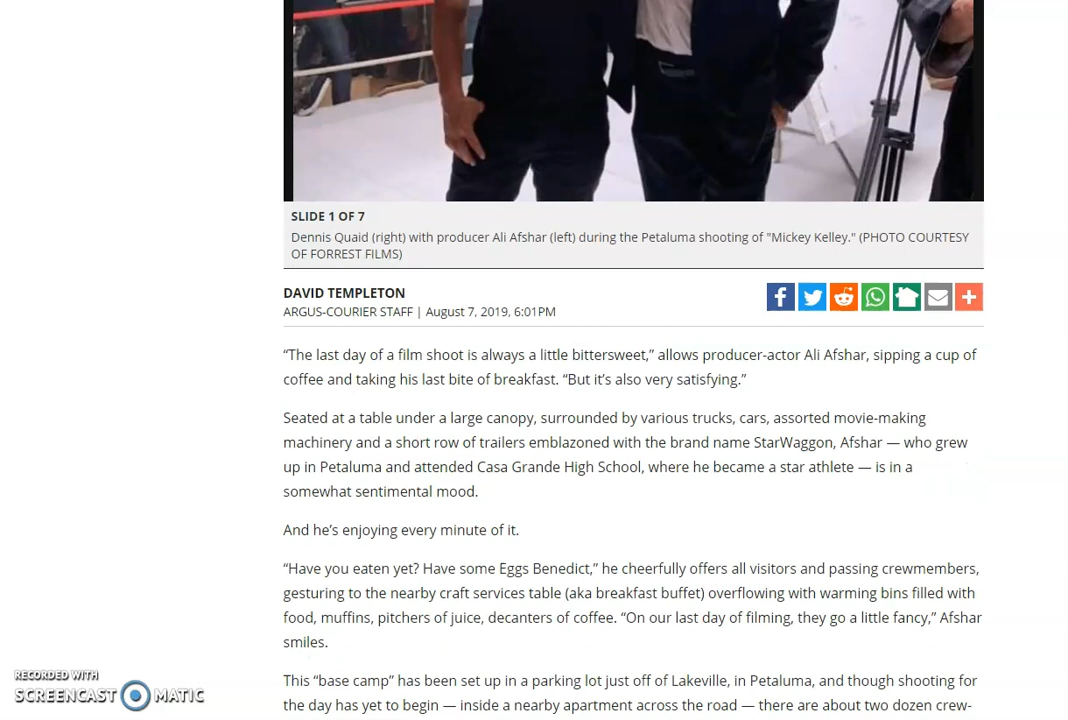 SLIDE 1 OF 7
Dennis Quaid (right) with producer Ali Afshar (left) during the Petaluma shooting of "Mickey Kelley." (PHOTO COURTESY
OF FORREST FILMS)
DAVID TEMPLETON
ARGUS-COURIER STAFF | August 7, 2019, 6:01PM
“The last day of a film shoot is always a little bittersweet,” allows producer-actor Ali Afshar, sipping a cup of
coffee and taking his last bite of breakfast. “But it’s also very satisfying.”
Seated at a table under a large canopy, surrounded by various trucks, cars, assorted movie-making
machinery and a short row of trailers emblazoned with the brand name StarWaggon, Afshar — who grew
up in Petaluma and attended Casa Grande High School, where he became a star athlete — is in a
somewhat sentimental mood.
And he’s enjoying every minute of it.
“Have you eaten yet? Have some Eggs Benedict,” he cheerfully offers all visitors and passing crewmembers,
gesturing to the nearby craft services table (aka breakfast buffet) overflowing with warming bins filled with
food, muffins, pitchers of juice, decanters of coffee. “On our last day of filming, they go a little fancy,” Afshar
smiles.
This “base camp” has been set up in a parking lot just off of Lakeville, in Petaluma, and though shooting for
the day has yet to begin — inside a nearby apartment across the road — there are about two dozen crew-
RECORDED WITH
SCREENCAST MATIC